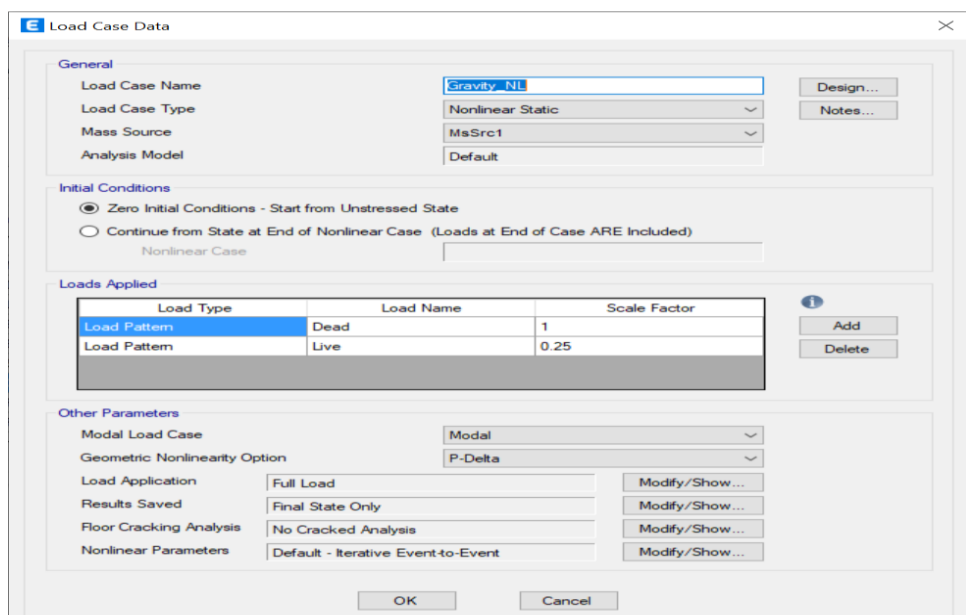 E Load Case Data
General
Load Case Name Gravity_NL Design...
Load Case Type Nonlinear Static Notes...
Mass Source MsSrc1
Analysis Model Default
Initial Conditions
Zero Initial Conditions - Start from Unstressed State
Continue from State at End of Nonlinear Case (Loads at End of Case ARE Included)
Nonlinear Case
Loads Applied
Load Type Load Name Scale Factor
Load Pattern Dead 1 Add
Load Pattern Live 0.25 Delete
Other Parameters
Modal Load Case Modal
Geometric Nonlinearity Option P-Delta
Load Application Full Load Modify/Show...
Results Saved Final State Only Modify/Show...
Floor Cracking Analysis No Cracked Analysis Modify/Show...
Nonlinear Parameters Default - Iterative Event-to-Event Modify/Show...
OK Cancel